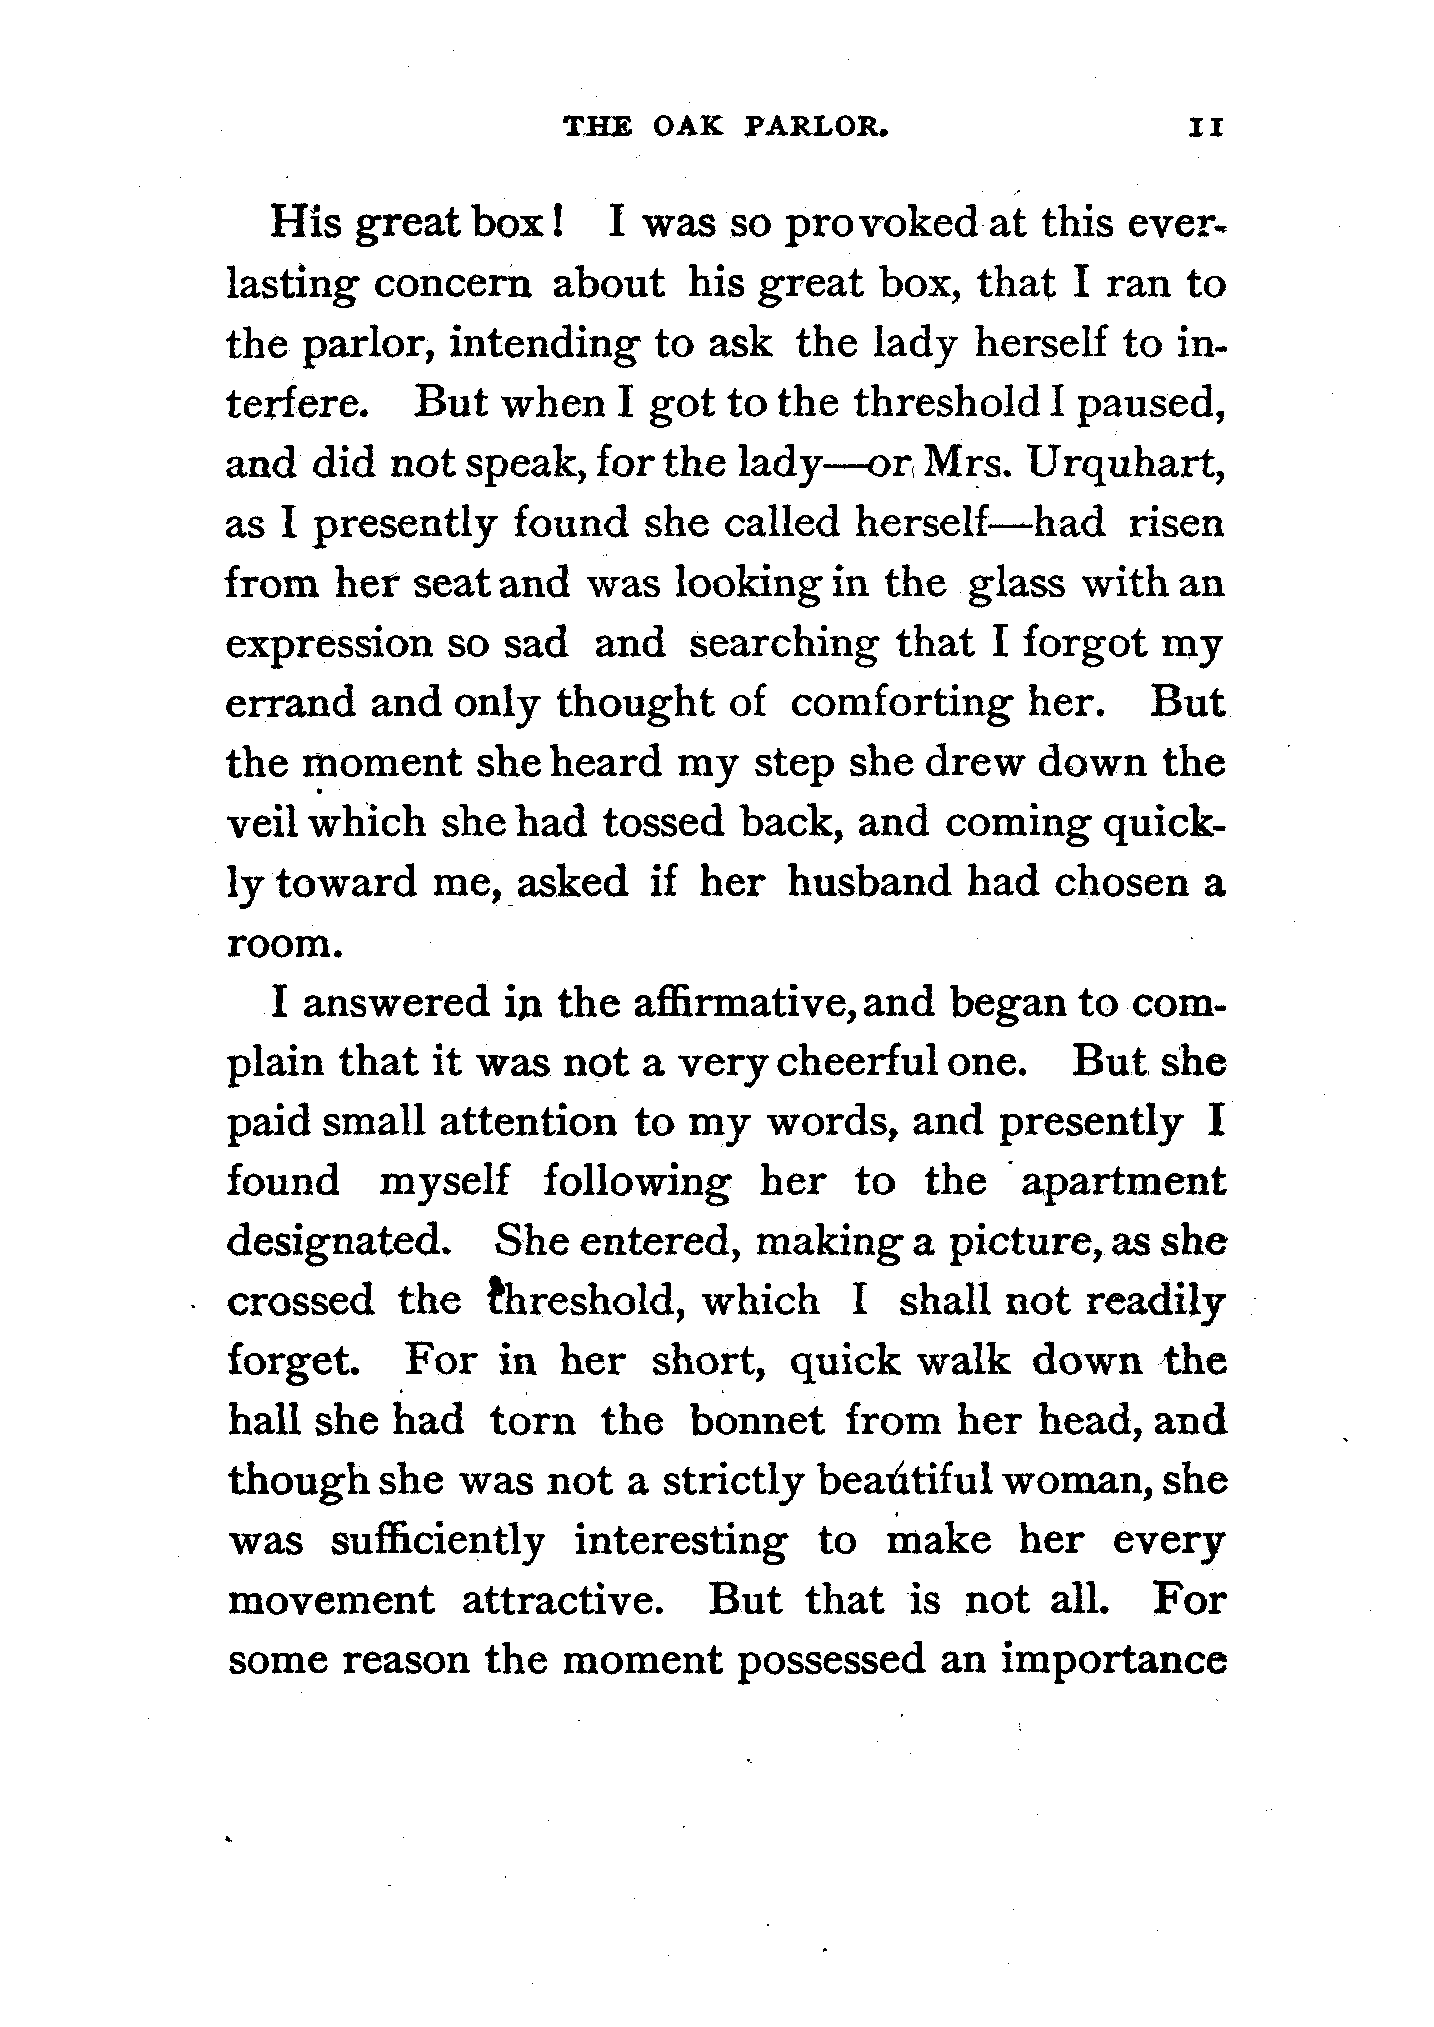 THE OAK PARLOR. 11
His great box! I was so provoked at this ever-
lasting concern about his great box, that I ran to
the parlor, intending to ask the lady herself to in-
terfere. But when I got to the threshold I paused,
and did not speak, for the lady—or Mrs. Urquhart,
as I presently found she called herself—had risen
from her seat and was looking in the glass with an
expression so sad and searching that I forgot my
errand and only thought of comforting her. But
the moment she heard my step she drew down the
veil which she had tossed back, and coming quick-
ly toward me, asked if her husband had chosen a
room.
I answered in the affirmative, and began to com-
plain that it was not a very cheerful one. But she
paid small attention to my words, and presently I
found myself following her to the apartment
designated. She entered, making a picture, as she
crossed the threshold, which I shall not readily
forget. For in her short, quick walk down the
hall she had torn the bonnet from her head, and
though she was not a strictly beautiful woman, she
was sufficiently interesting to make her every
movement attractive. But that is not all. For
some reason the moment possessed an importance